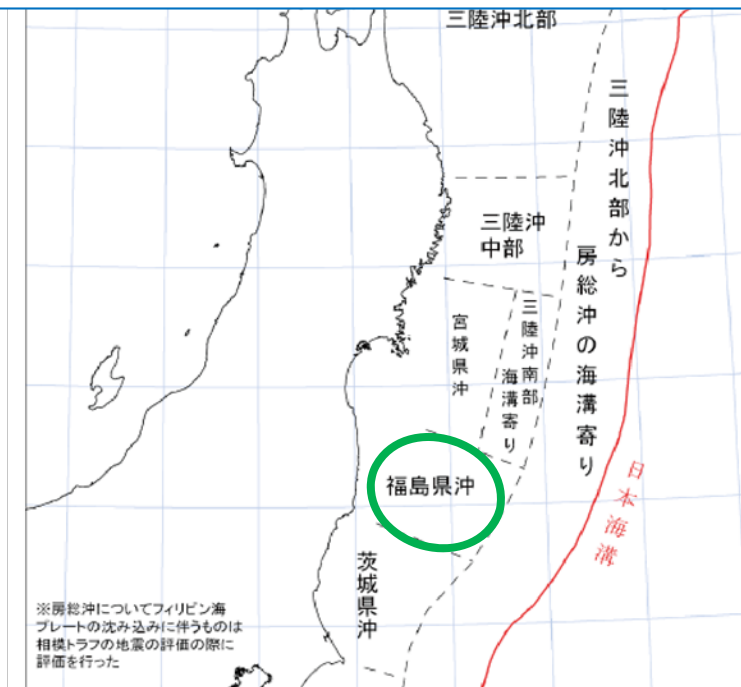 三陸沖北部
三陸沖北部から
房総沖の海溝寄り
三陸沖
中部
宮城県沖
三陸沖南部
海溝寄り
日本海溝
福島県沖
茨城県沖
※房総沖についてフィリピン海
プレートの沈み込みに伴うものは
相模トラフの地震の評価の際に
評価を行った